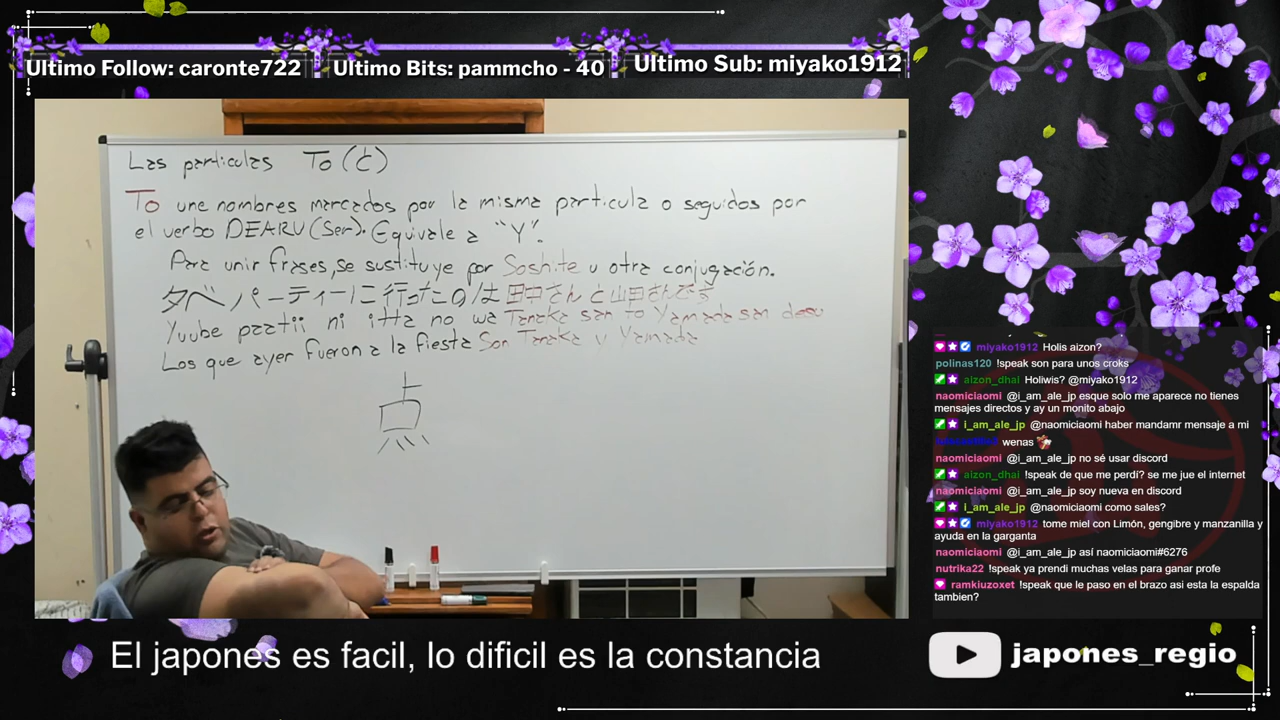 Ultimo Follow: caronte722
Ultimo Bits: pammcho - 40
Ultimo Sub: miyako1912
Las particulas To (と)
To une nombres marcados por la misma particula o seguidos por
el verbo DEARU (Ser). Equivale a "Y".
Para unir frases, se sustituye por Soshite u otra conjugación.
夕べパーティーに行ったのは田中さんと山田さんです
Yuube paatii ni itta no wa Tanaka san to Yamada san desu
Los que ayer fueron a la fiesta Son Tanaka y Yamada
miyako1912 Holis aizon?
polinas120 !speak son para unos croks
aizon_dhai Holiwis? @miyako1912
naomiciaomi @i_am_ale_jp esque solo me aparece no tienes
mensajes directos y ay un monito abajo
i_am_ale_jp @naomiciaomi haber mandamr mensaje a mi
wenas
naomiciaomi @i_am_ale_jp no sé usar discord
aizon_dhai !speak de que me perdí? se me jue el internet
naomiciaomi @i_am_ale_jp soy nueva en discord
i_am_ale_jp @naomiciaomi como sales?
miyako1912 tome miel con Limón, gengibre y manzanilla y
ayuda en la garganta
naomiciaomi @i_am_ale_jp así naomiciaomi#6276
nutrika22 !speak ya prendi muchas velas para ganar profe
ramkiuzoxet !speak que le paso en el brazo asi esta la espalda
tambien?
El japones es facil, lo dificil es la constancia
japones_regio